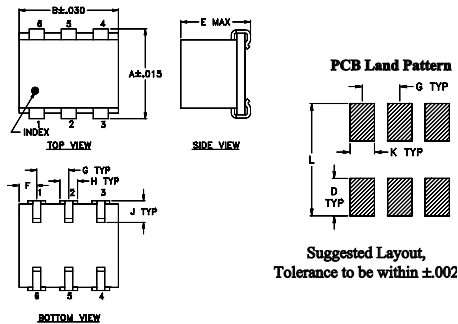 B±.030
6 5 4
A±.015
INDEX
1 2 3
TOP VIEW
E MAX
SIDE VIEW
PCB Land Pattern
G TYP
K TYP
L
D
TYP
Suggested Layout,
Tolerance to be within ±.002
G TYP
H TYP
F
1 2 3
J TYP
6 5 4
BOTTOM VIEW